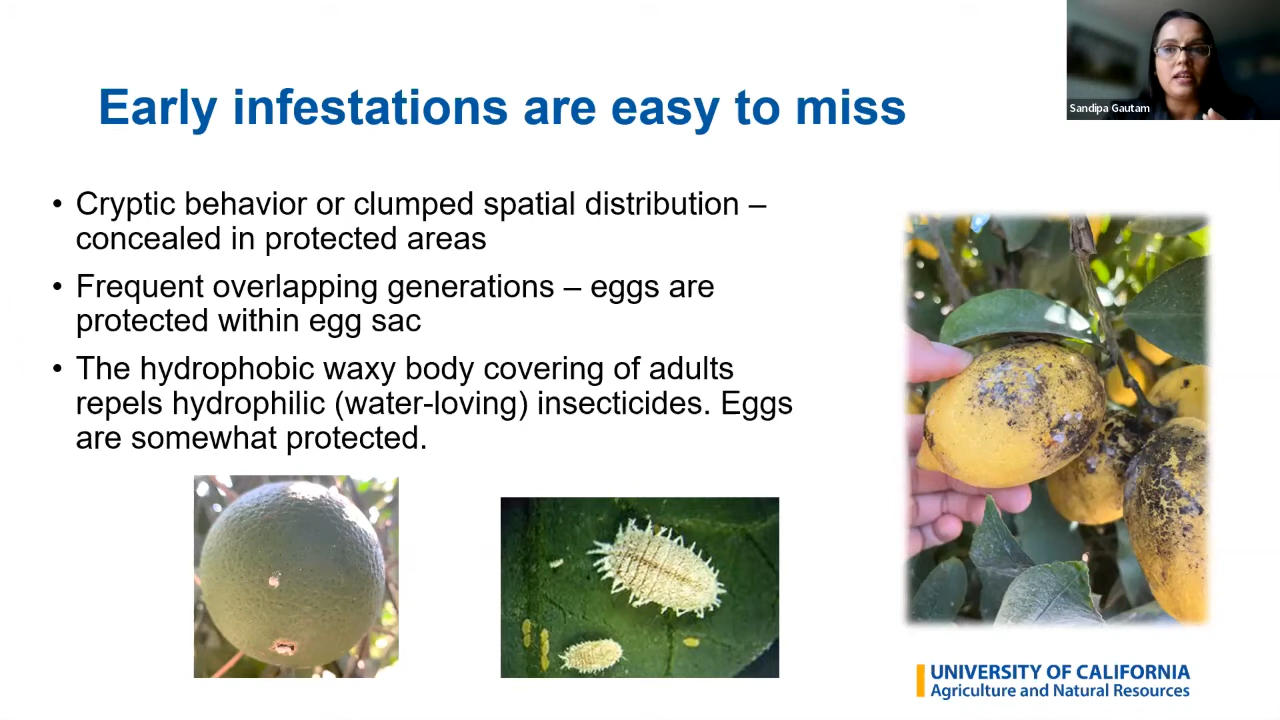 Sandipa Gautam
Early infestations are easy to miss
• Cryptic behavior or clumped spatial distribution –
concealed in protected areas
• Frequent overlapping generations – eggs are
protected within egg sac
• The hydrophobic waxy body covering of adults
repels hydrophilic (water-loving) insecticides. Eggs
are somewhat protected.
UNIVERSITY OF CALIFORNIA
Agriculture and Natural Resources